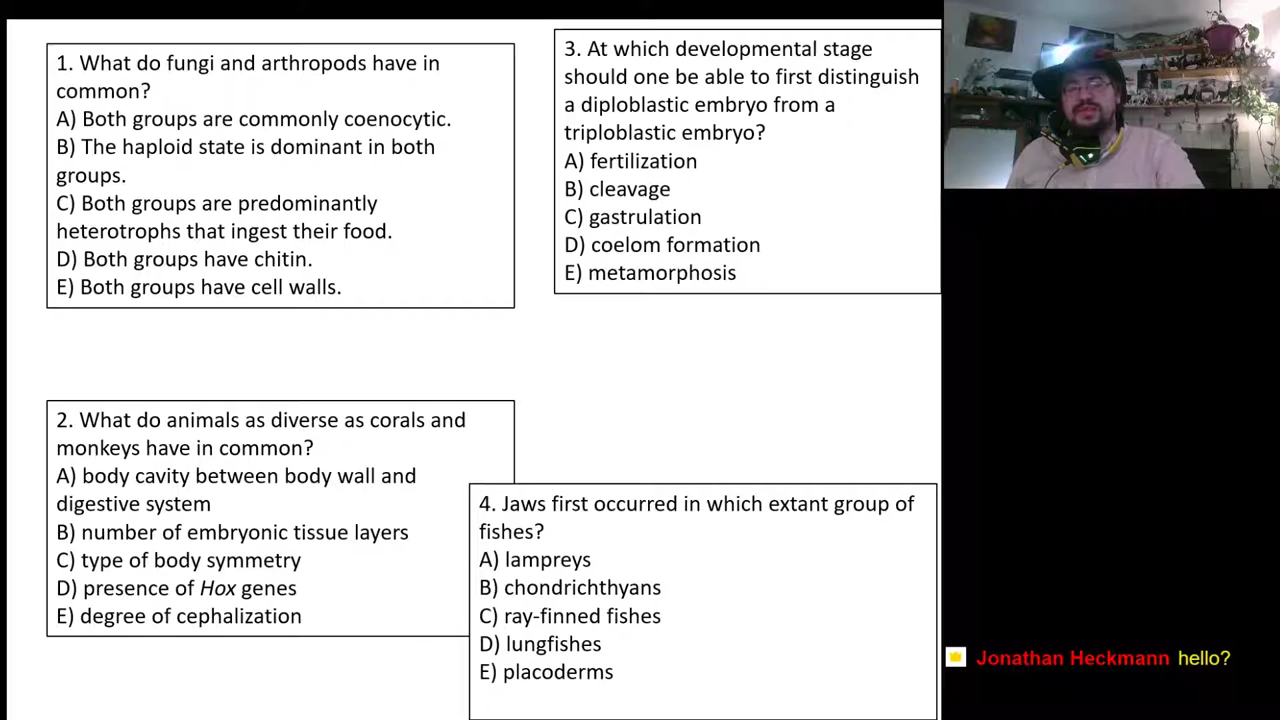 1. What do fungi and arthropods have in
common?
A) Both groups are commonly coenocytic.
B) The haploid state is dominant in both
groups.
C) Both groups are predominantly
heterotrophs that ingest their food.
D) Both groups have chitin.
E) Both groups have cell walls.
2. What do animals as diverse as corals and
monkeys have in common?
A) body cavity between body wall and
digestive system
B) number of embryonic tissue layers
C) type of body symmetry
D) presence of Hox genes
E) degree of cephalization
3. At which developmental stage
should one be able to first distinguish
a diploblastic embryo from a
triploblastic embryo?
A) fertilization
B) cleavage
C) gastrulation
D) coelom formation
E) metamorphosis
4. Jaws first occurred in which extant group of
fishes?
A) lampreys
B) chondrichthyans
C) ray-finned fishes
D) lungfishes
E) placoderms
Jonathan Heckmann hello?